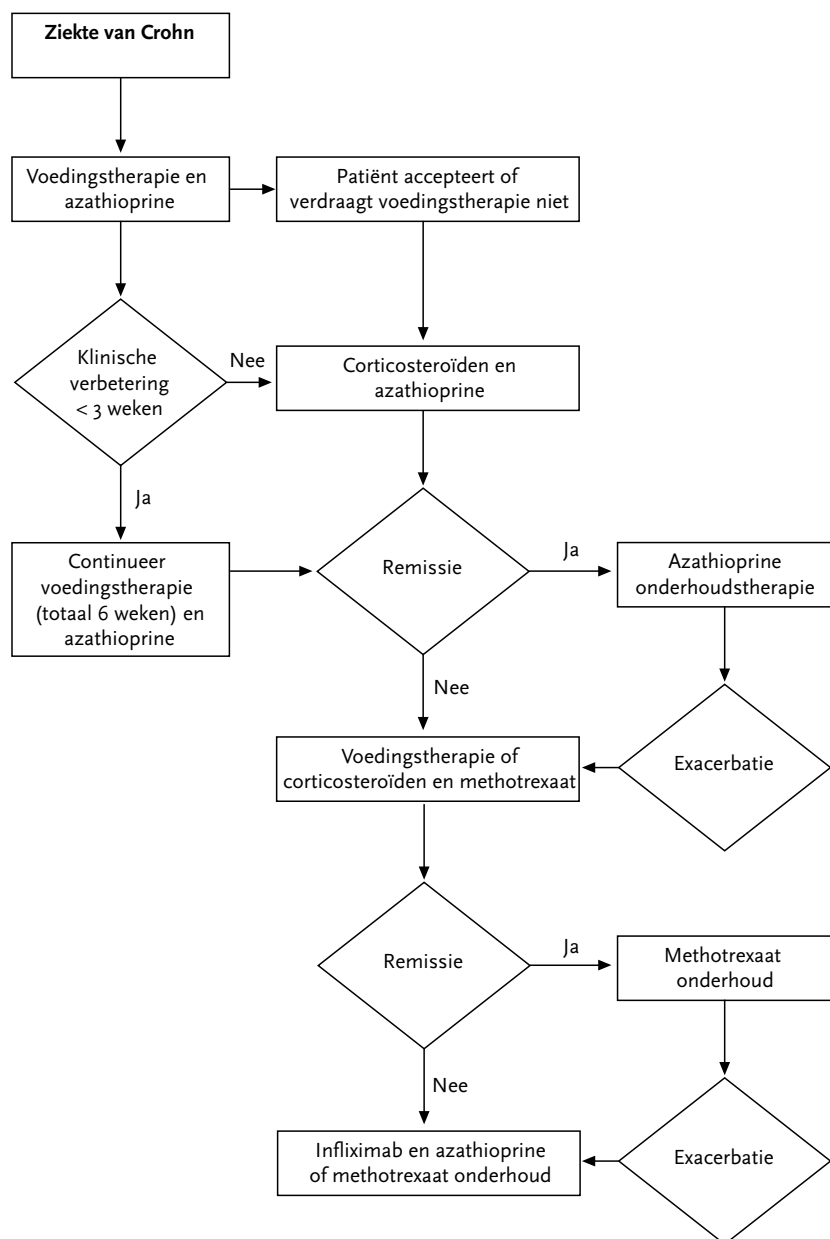 Ziekte van Crohn
Voedingstherapie en
azathioprine
Patiënt accepteert of
verdraagt voedingstherapie niet
Klinische
verbetering
< 3 weken
Nee
Corticosteroïden en
azathioprine
Ja
Continueer
voedingstherapie
(totaal 6 weken) en
azathioprine
Remissie
Ja
Azathioprine
onderhoudstherapie
Nee
Voedingstherapie of
corticosteroïden en methotrexaat
Exacerbatie
Remissie
Ja
Methotrexaat
onderhoud
Nee
Infliximab en azathioprine
of methotrexaat onderhoud
Exacerbatie